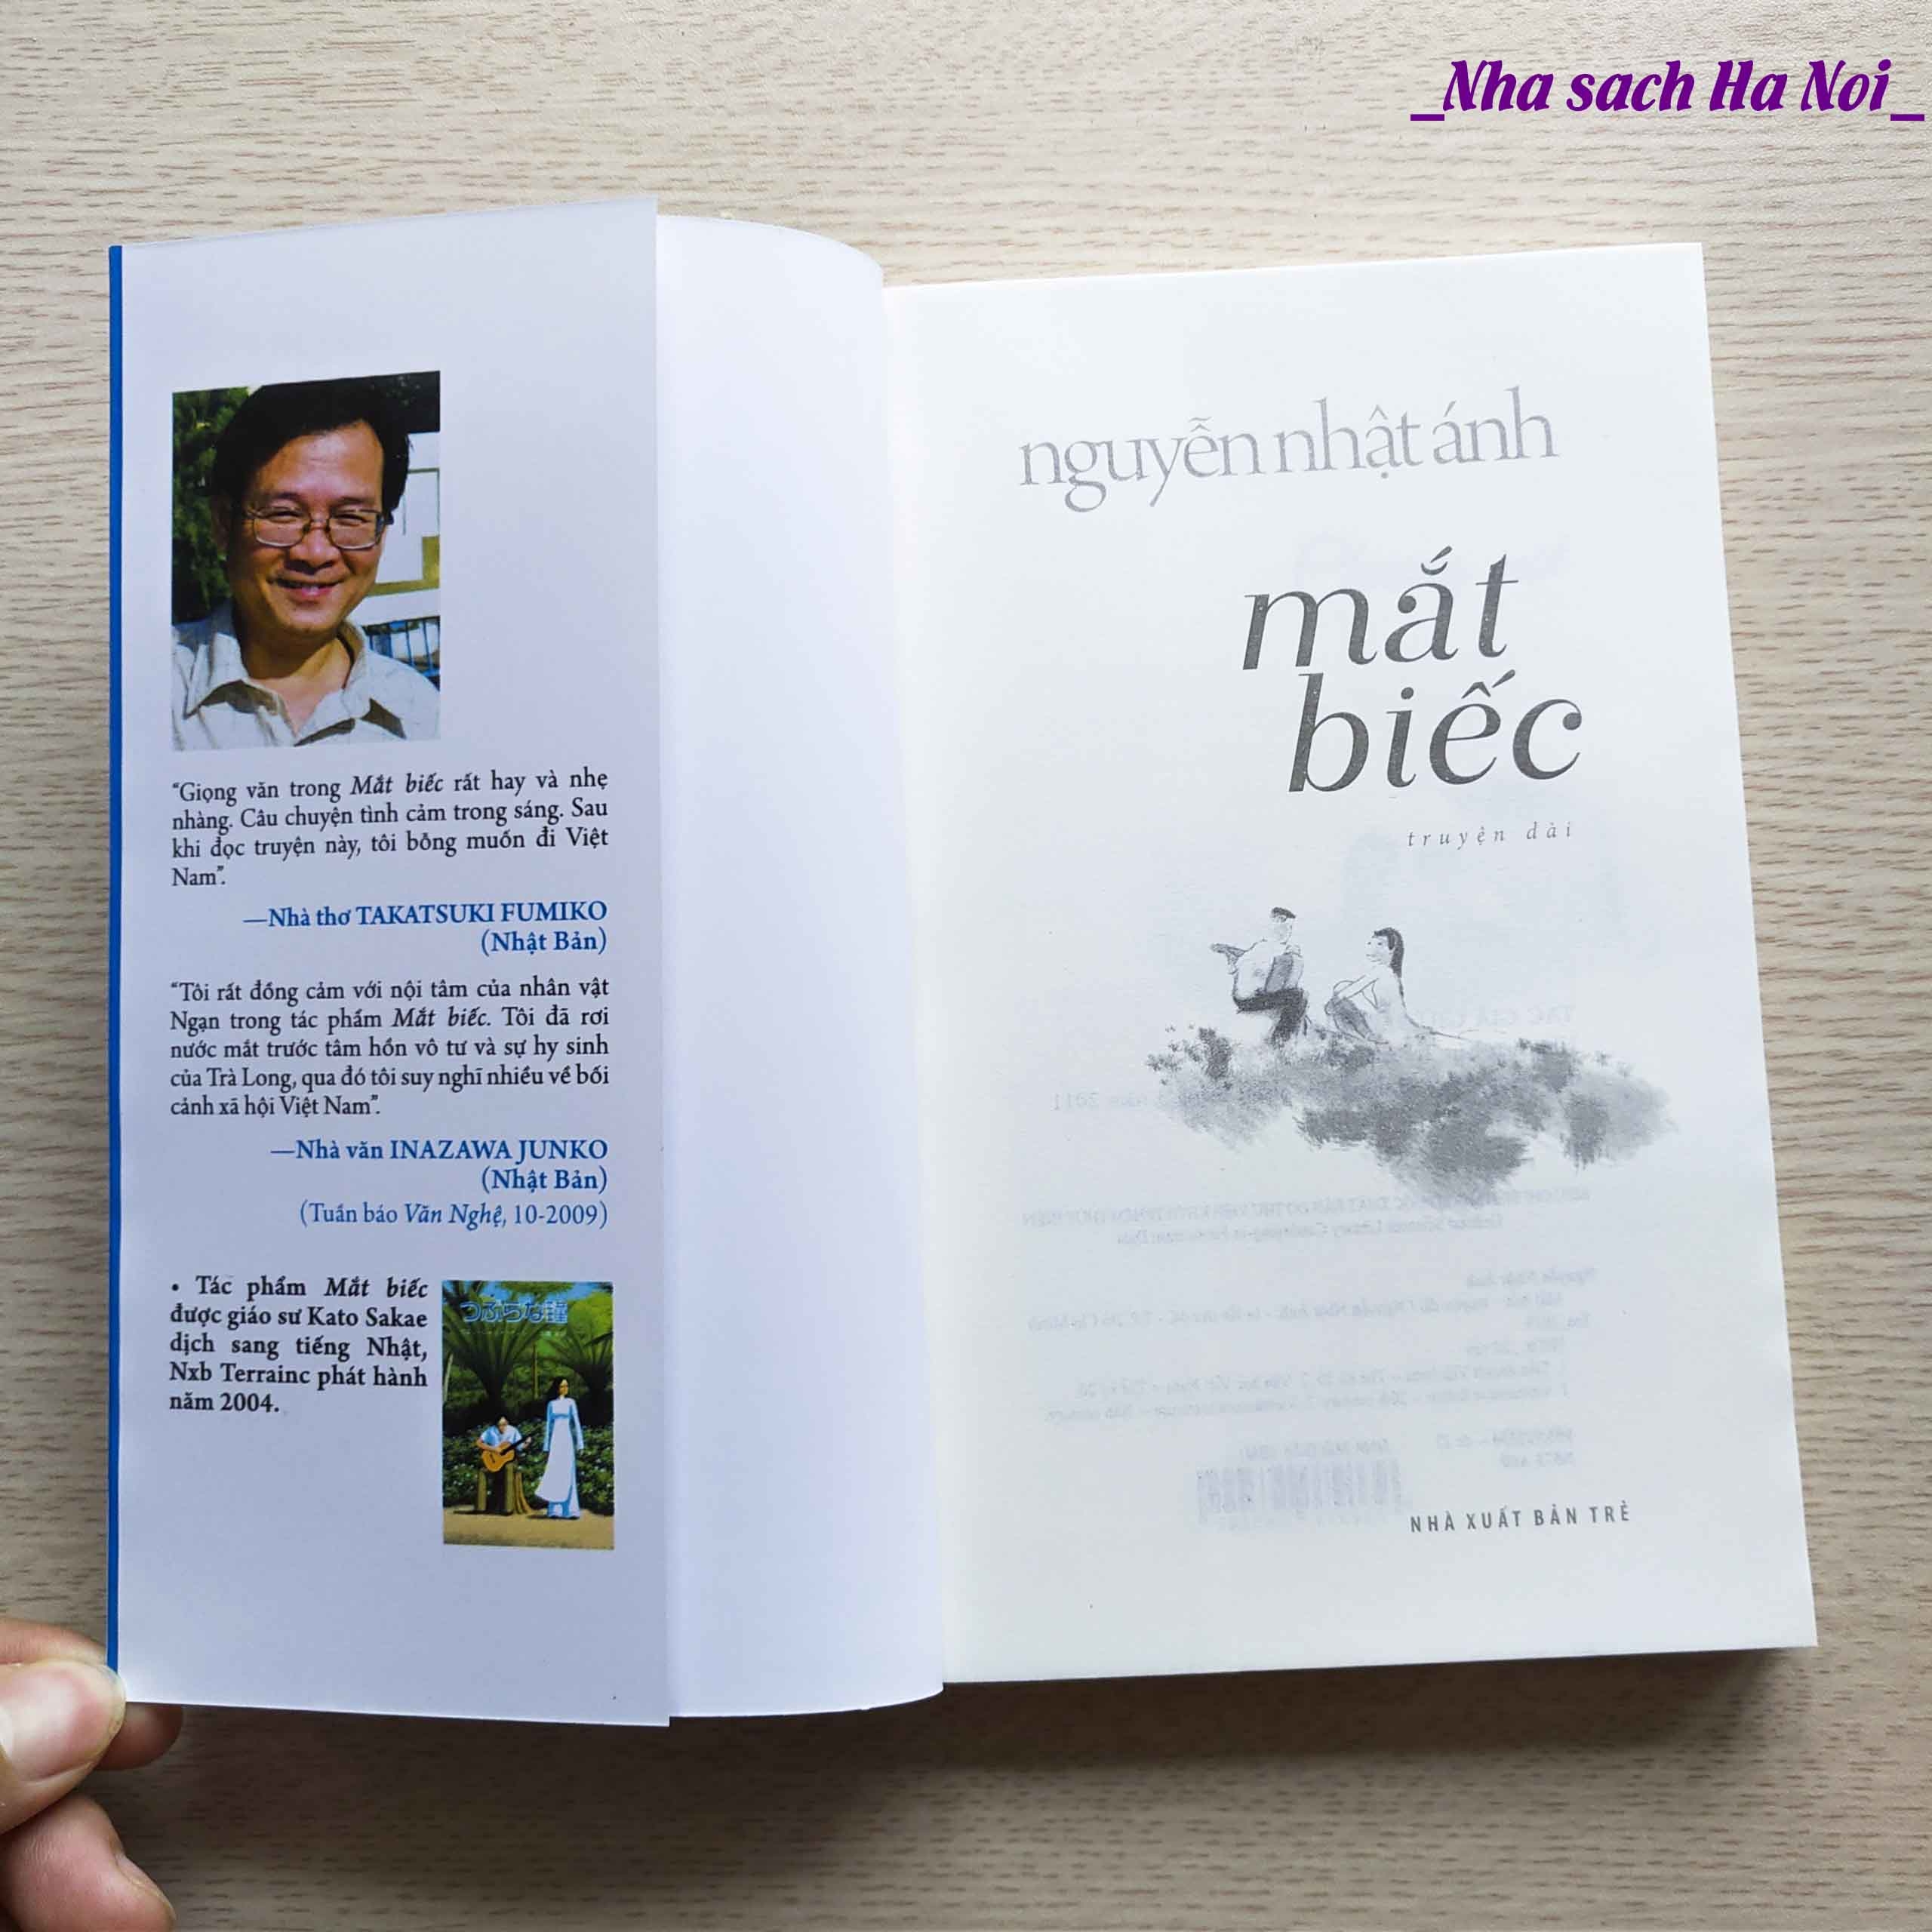 _Nha sach Ha Noi_
“Giọng văn trong Mắt biếc rất hay và nhẹ
nhàng. Câu chuyện tình cảm trong sáng. Sau
khi đọc truyện này, tôi bỗng muốn đi Việt
Nam”.
—Nhà thơ TAKATSUKI FUMIKO
(Nhật Bản)
“Tôi rất đồng cảm với nội tâm của nhân vật
Ngạn trong tác phẩm Mắt biếc. Tôi đã rơi
nước mắt trước tâm hồn vô tư và sự hy sinh
của Trà Long, qua đó tôi suy nghĩ nhiều về bối
cảnh xã hội Việt Nam”.
—Nhà văn INAZAWA JUNKO
(Nhật Bản)
(Tuần báo Văn Nghệ, 10-2009)
• Tác phẩm Mắt biếc
được giáo sư Kato Sakae
dịch sang tiếng Nhật,
Nxb Terrainc phát hành
năm 2004.
つぶらな瞳
nguyễn nhật ánh
mắt
biếc
truyện dài
NHÀ XUẤT BẢN TRẺ